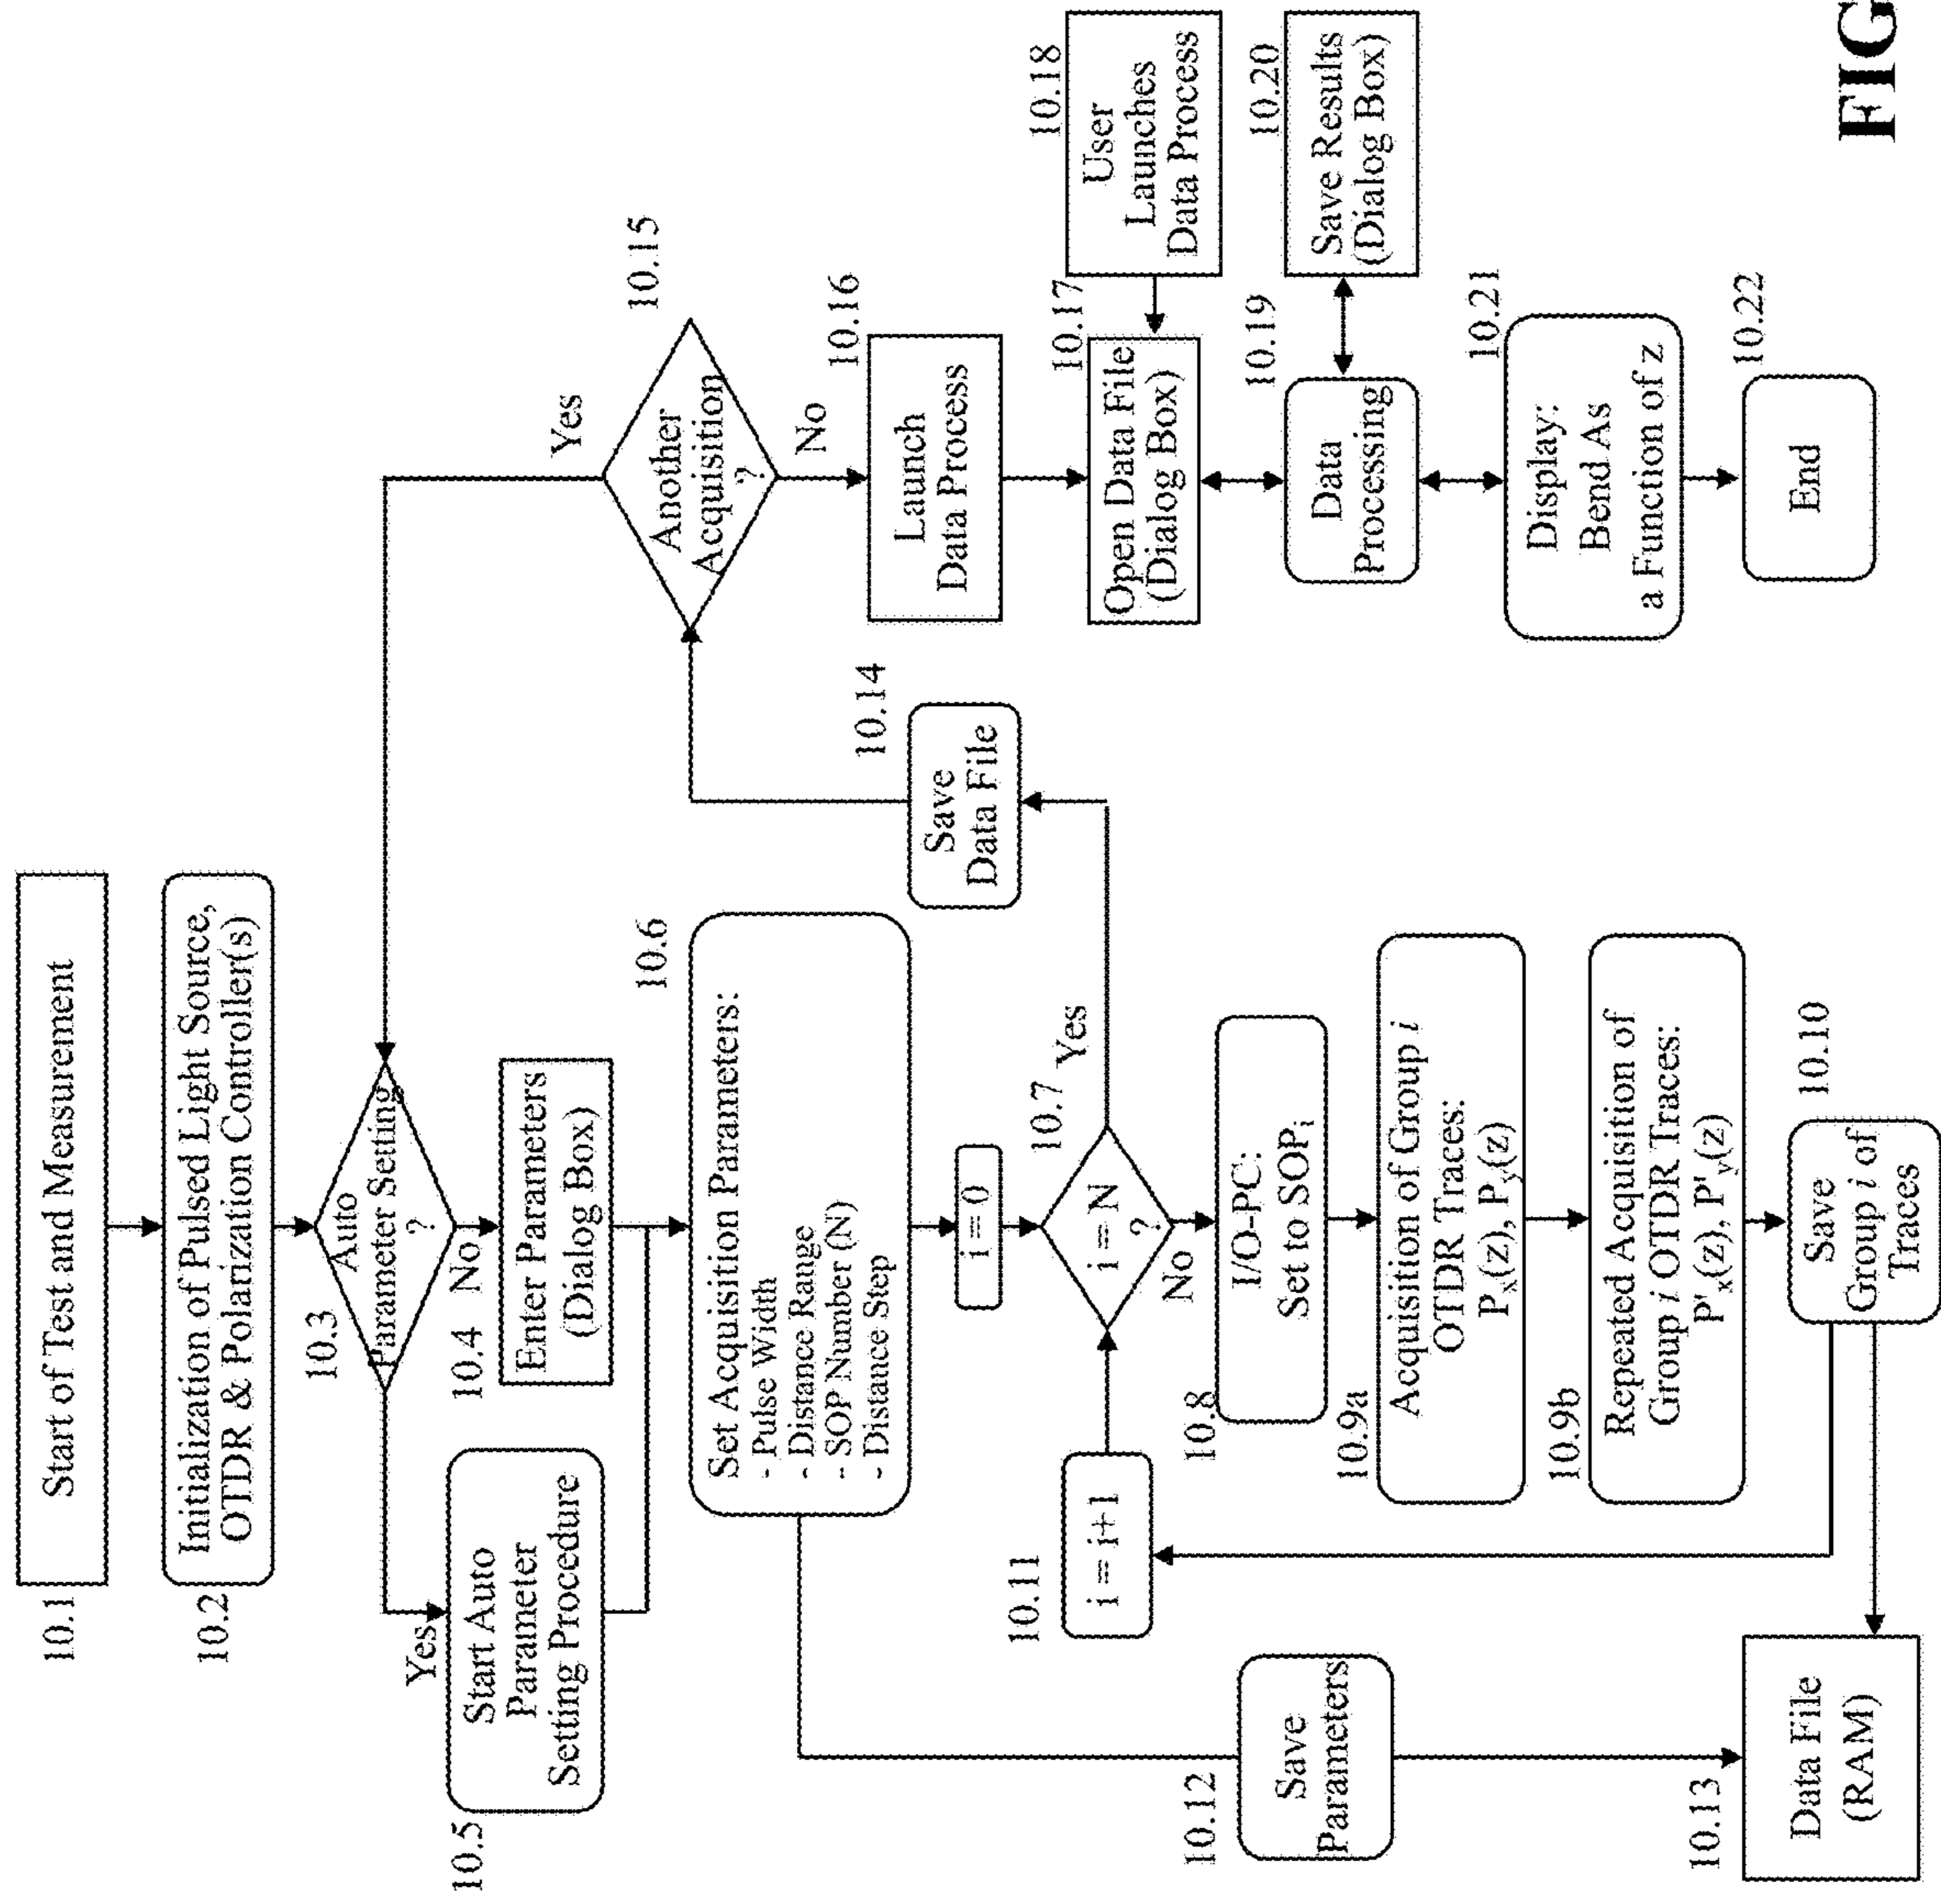 10.1
Start of Test and Measurement
10.2
Initialization of Pulsed Light Source,
OTDR & Polarization Controller(s)
10.3
Auto
Parameter Setting
?
Yes
No
10.4
Enter Parameters
(Dialog Box)
10.5
Start Auto
Parameter
Setting Procedure
10.6
Set Acquisition Parameters:
- Pulse Width
- Distance Range
- SOP Number (N)
- Distance Step
i = 0
10.7
i = N
?
Yes
No
10.8
I/O-PC:
Set to SOPi
10.9a
Acquisition of Group i
OTDR Traces:
Px(z), Py(z)
10.9b
Repeated Acquisition of
Group i OTDR Traces:
P'x(z), P'y(z)
10.10
Save
Group i of
Traces
10.11
i = i+1
10.12
Save
Parameters
10.13
Data File
(RAM)
10.14
Save
Data File
10.15
Another
Acquisition
?
Yes
No
10.16
Launch
Data Process
10.17
Open Data File
(Dialog Box)
10.18
User
Launches
Data Process
10.19
Data
Processing
10.20
Save Results
(Dialog Box)
10.21
Display:
Bend As
a Function of z
10.22
End
FIG